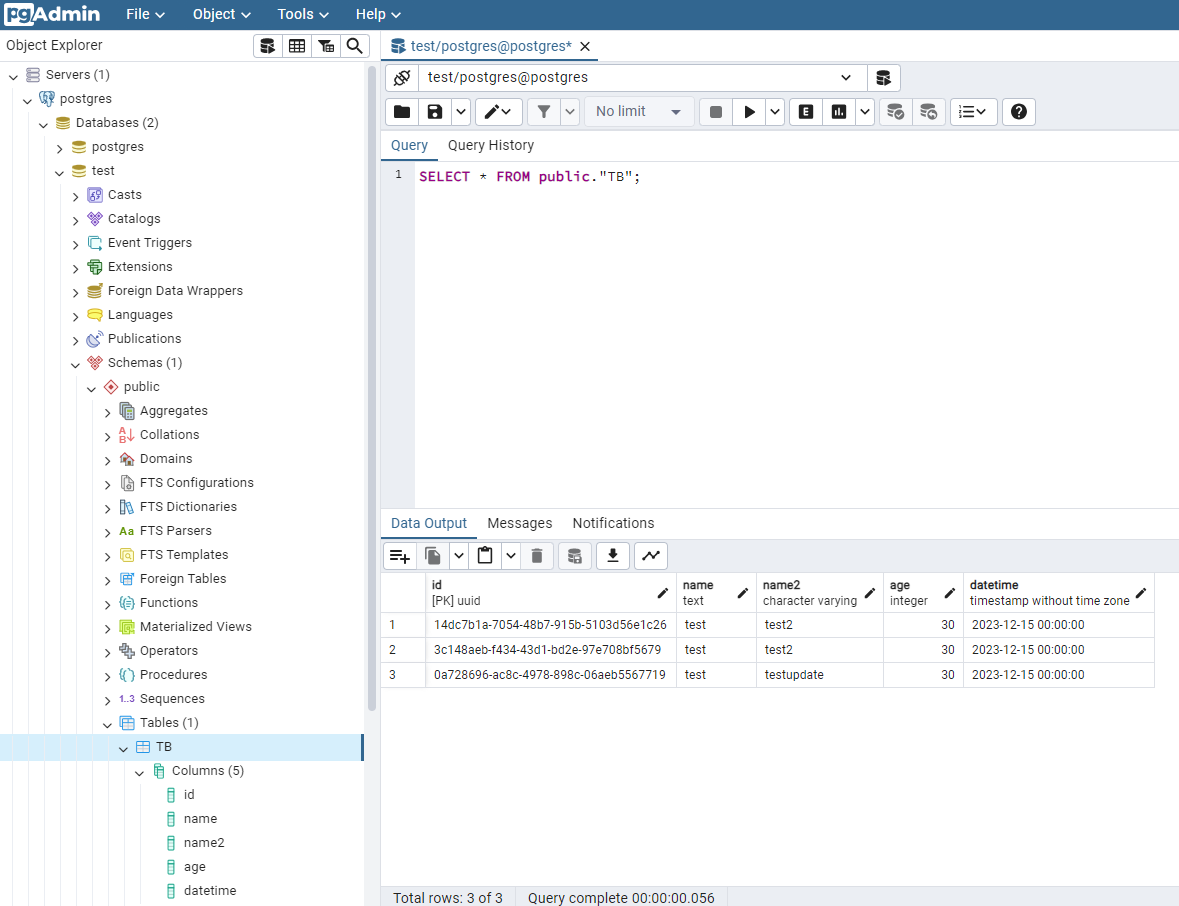 pgAdmin File Object Tools Help
Object Explorer
Servers (1)
postgres
Databases (2)
postgres
test
Casts
Catalogs
Event Triggers
Extensions
Foreign Data Wrappers
Languages
Publications
Schemas (1)
public
Aggregates
Collations
Domains
FTS Configurations
FTS Dictionaries
Aa FTS Parsers
FTS Templates
Foreign Tables
Functions
Materialized Views
Operators
Procedures
1..3 Sequences
Tables (1)
TB
Columns (5)
id
name
name2
age
datetime
test/postgres@postgres*
test/postgres@postgres
No limit E
Query Query History
1 SELECT * FROM public."TB";
Data Output Messages Notifications
id name name2 age datetime
[PK] uuid text character varying integer timestamp without time zone
1 14dc7b1a-7054-48b7-915b-5103d56e1c26 test test2 30 2023-12-15 00:00:00
2 3c148aeb-f434-43d1-bd2e-97e708bf5679 test test2 30 2023-12-15 00:00:00
3 0a728696-ac8c-4978-898c-06aeb5567719 test testupdate 30 2023-12-15 00:00:00
Total rows: 3 of 3 Query complete 00:00:00.056